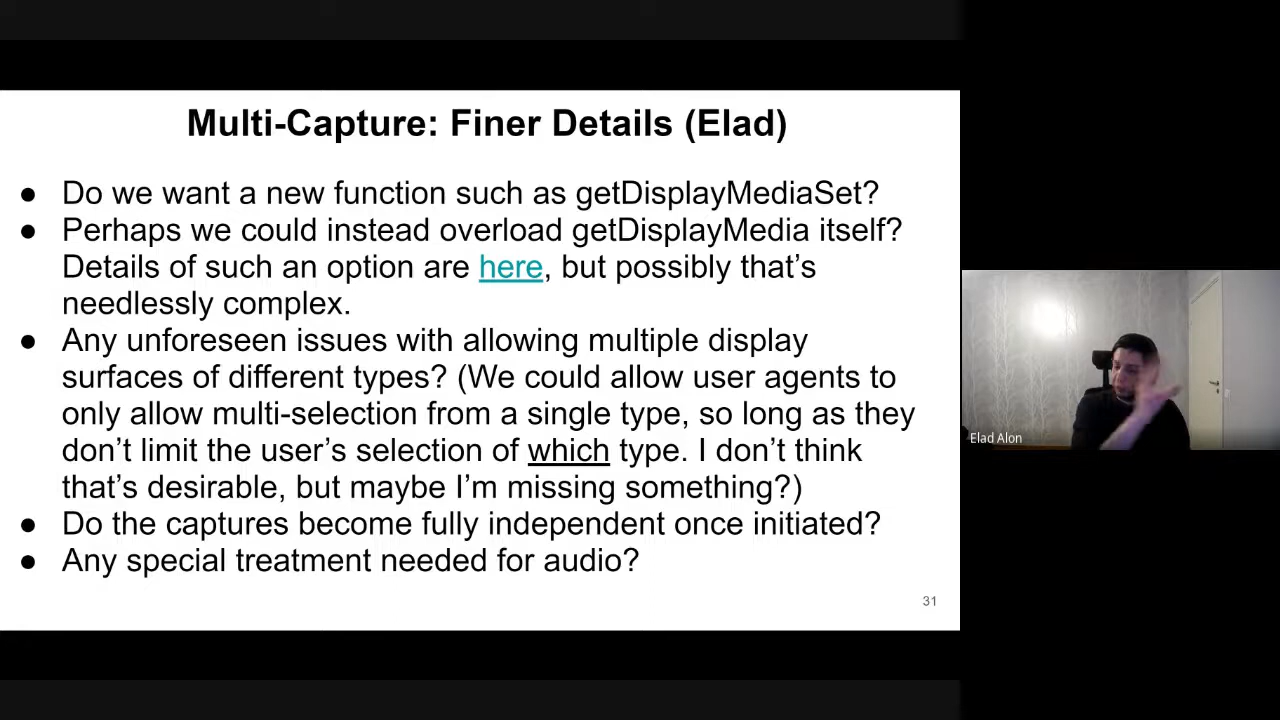 Multi-Capture: Finer Details (Elad)
● Do we want a new function such as getDisplayMediaSet?
● Perhaps we could instead overload getDisplayMedia itself?
Details of such an option are here, but possibly that’s
needlessly complex.
● Any unforeseen issues with allowing multiple display
surfaces of different types? (We could allow user agents to
only allow multi-selection from a single type, so long as they
don’t limit the user’s selection of which type. I don’t think
that’s desirable, but maybe I’m missing something?)
● Do the captures become fully independent once initiated?
● Any special treatment needed for audio?
31
Elad Alon